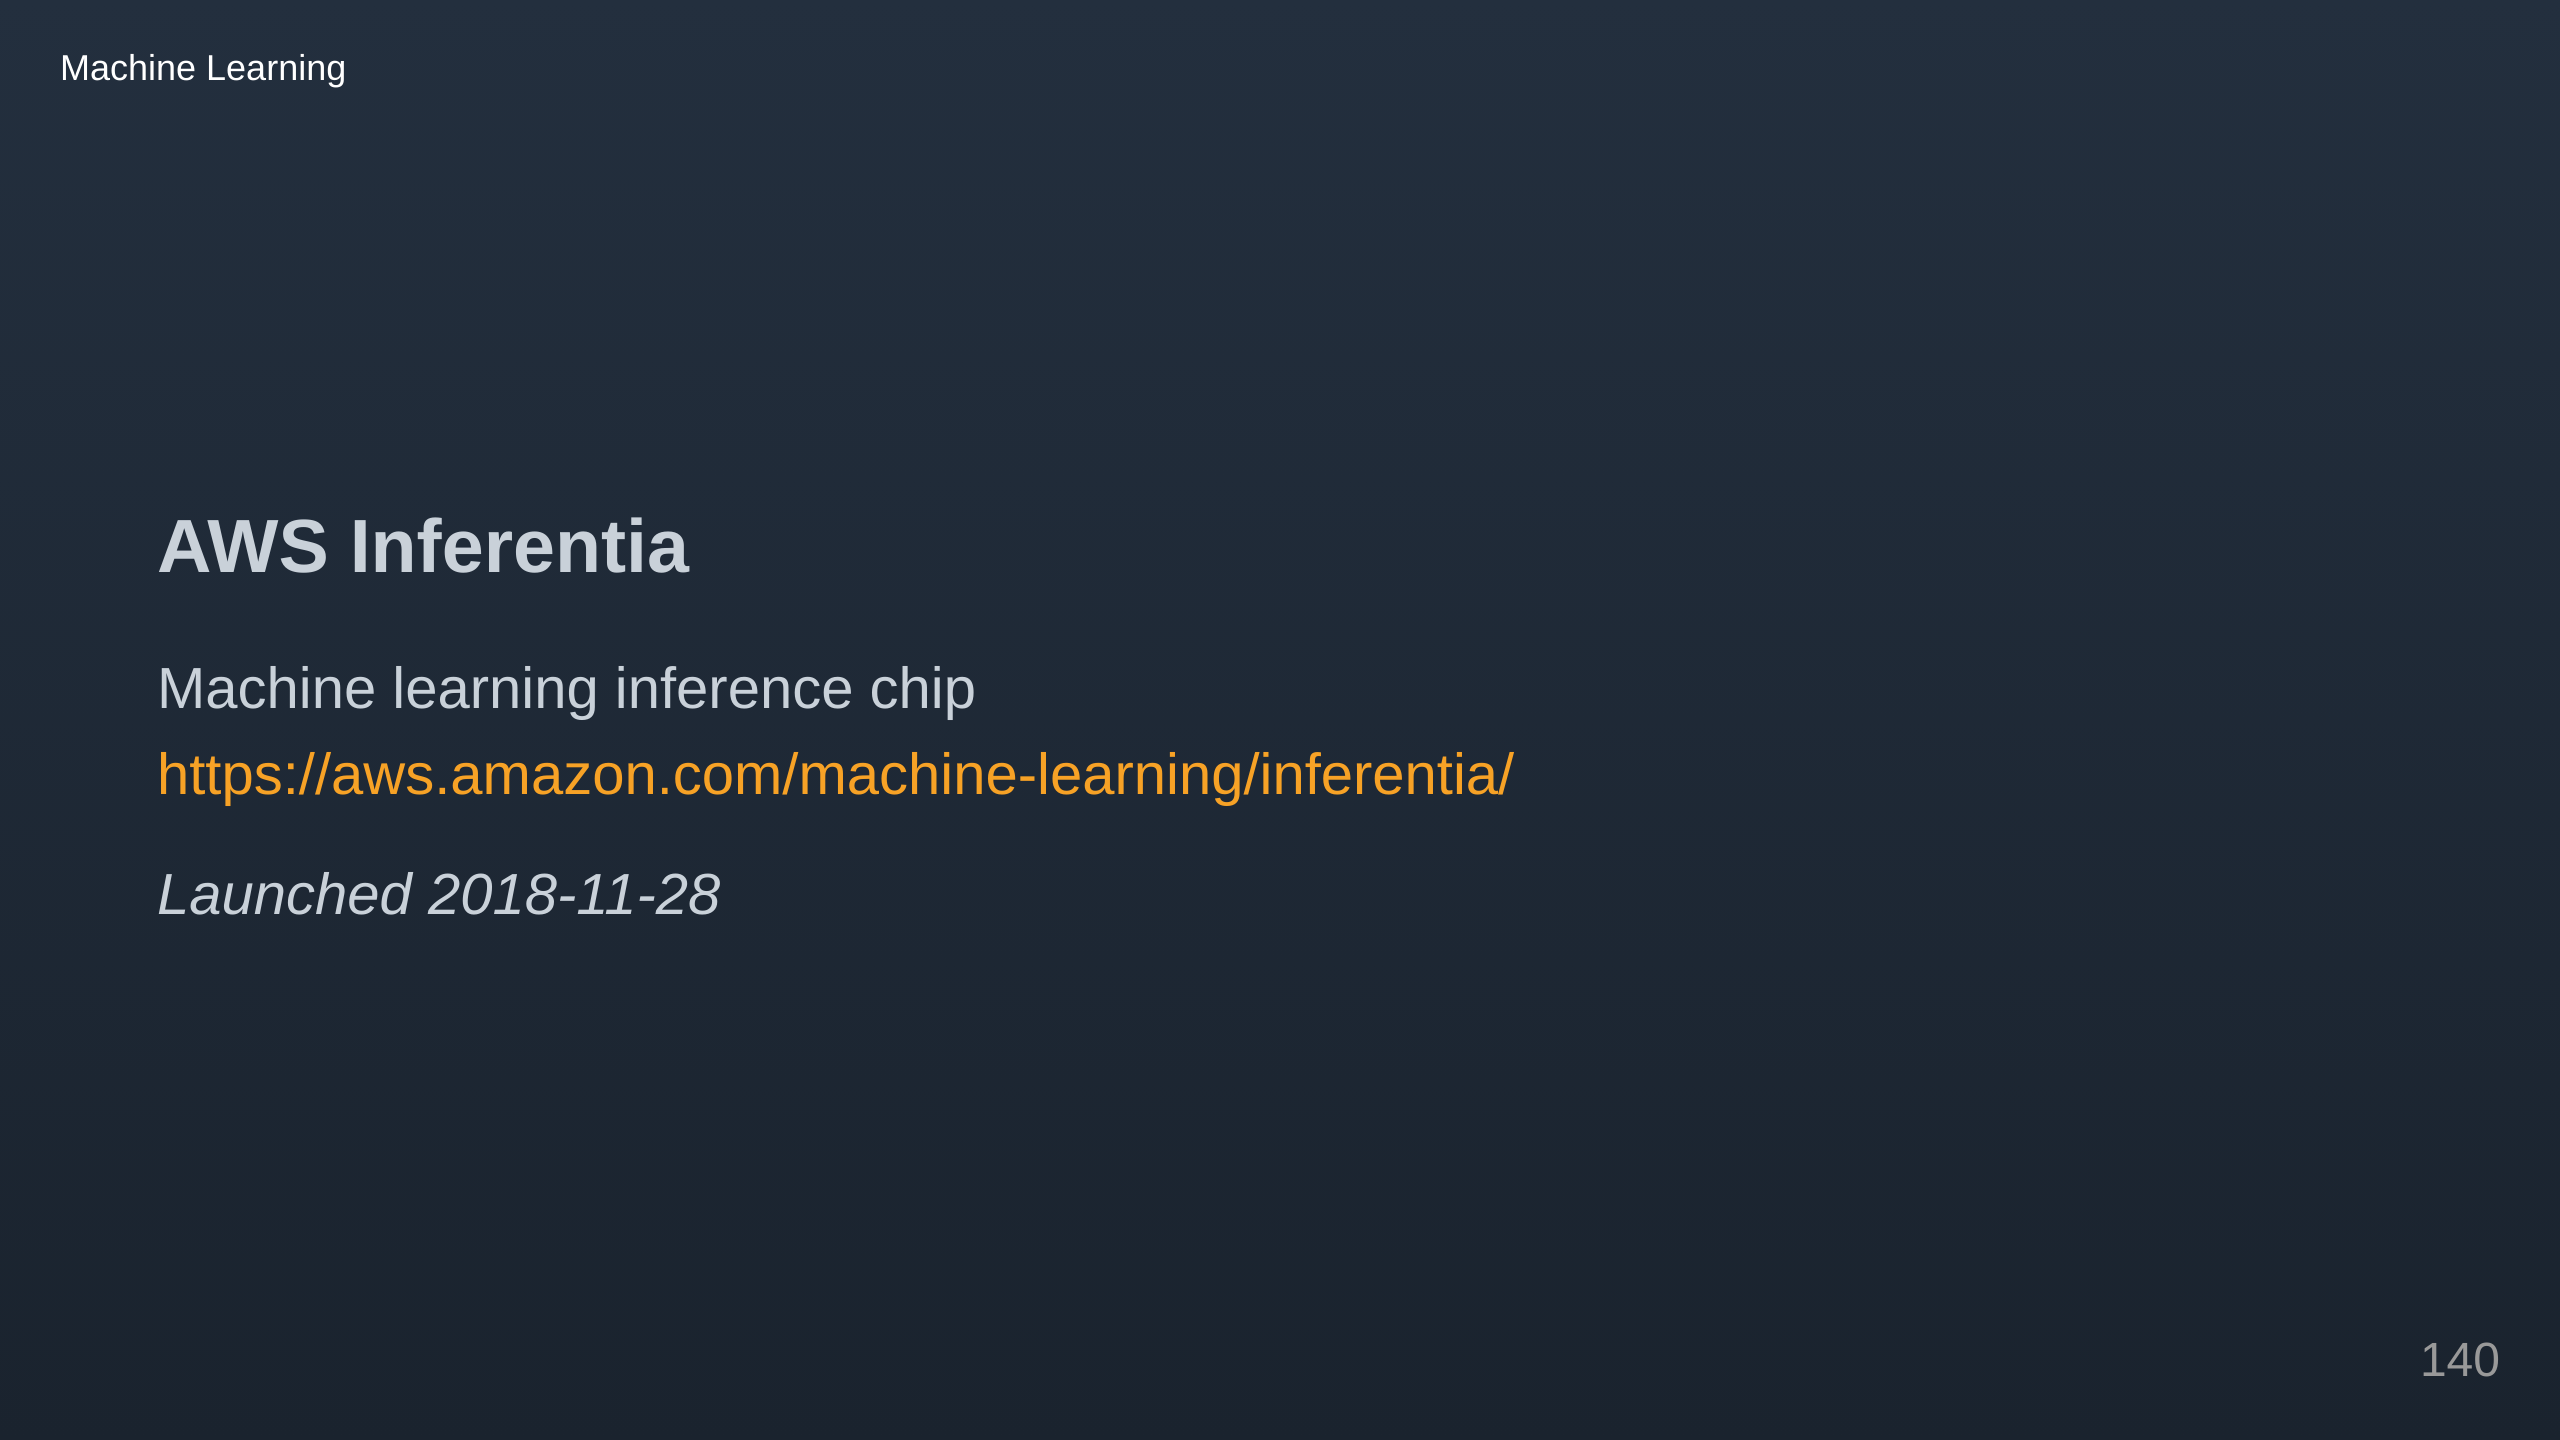 Machine Learning
AWS Inferentia
Machine learning inference chip
https://aws.amazon.com/machine-learning/inferentia/
Launched 2018-11-28
140